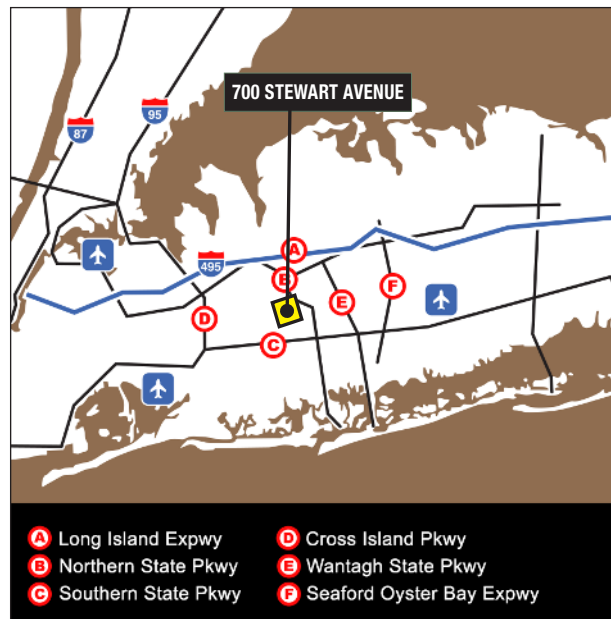 700 STEWART AVENUE
95
87
495
A
B
F
E
D
C
A Long Island Expwy
B Northern State Pkwy
C Southern State Pkwy
D Cross Island Pkwy
E Wantagh State Pkwy
F Seaford Oyster Bay Expwy